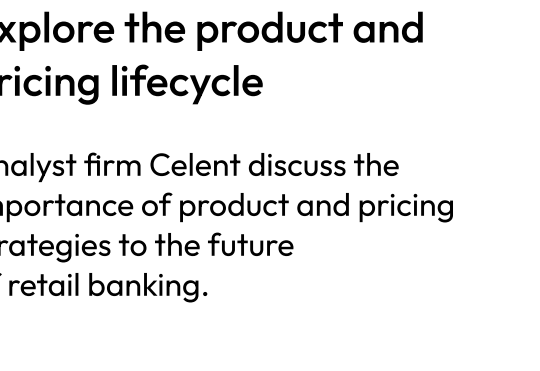 xplore the product and
ricing lifecycle
nalyst firm Celent discuss the
mportance of product and pricing
rategies to the future
f retail banking.